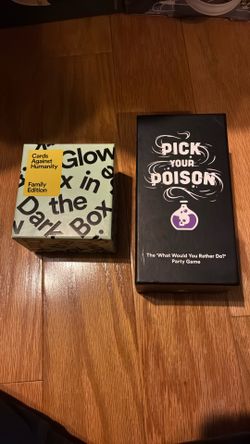 Cards
Against
Humanity
Family
Edition
Glow
x in
the
Dark Box
PICK
YOUR
POISON
The 'What Would You Rather Do?'
Party Game